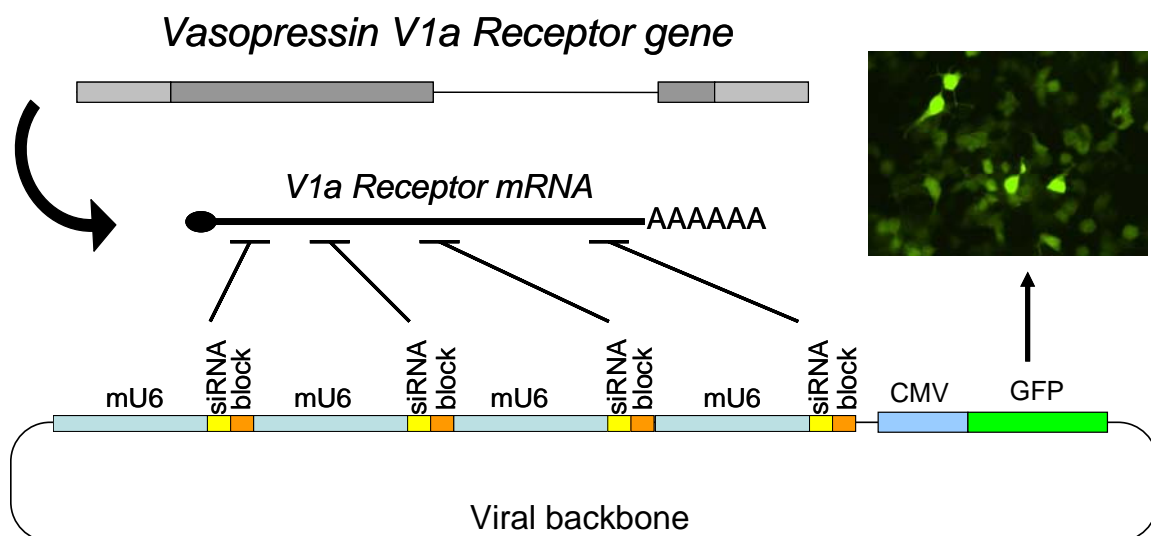 Vasopressin V1a Receptor gene
V1a Receptor mRNA
AAAAAA
siRNA
block
siRNA
block
siRNA
block
siRNA
block
mU6
mU6
mU6
mU6
CMV
GFP
Viral backbone